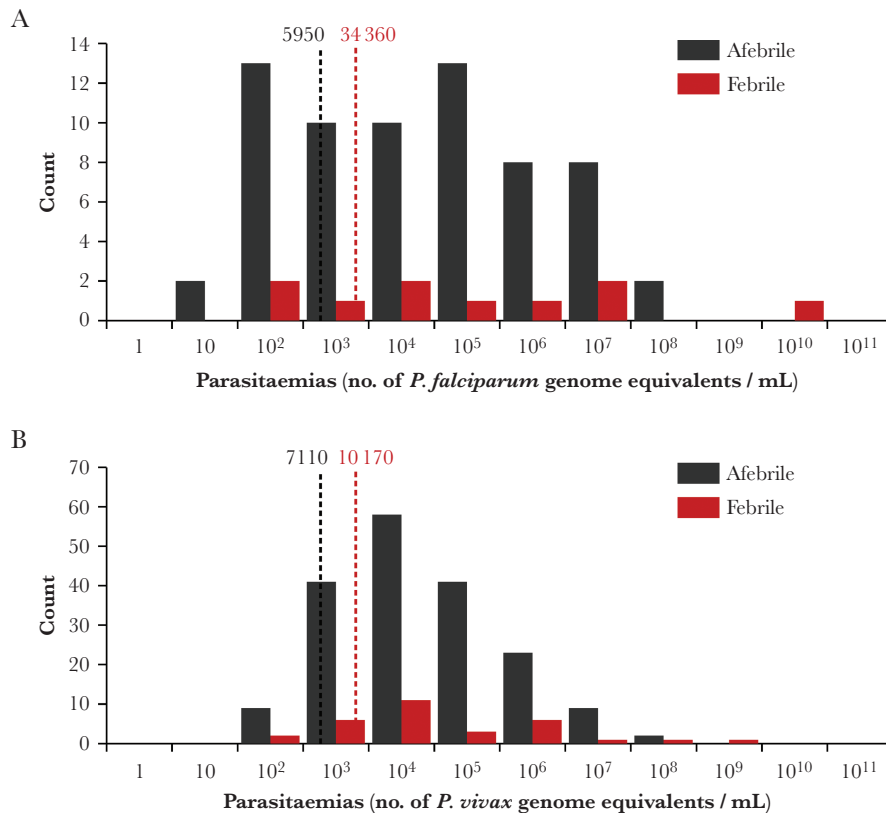 A
5950 34 360
14
12
10
8
6
4
2
0
Count
Afebrile
Febrile
1 10 10² 10³ 10⁴ 10⁵ 10⁶ 10⁷ 10⁸ 10⁹ 10¹⁰ 10¹¹
Parasitaemias (no. of P. falciparum genome equivalents / mL)
B
7110 10 170
70
60
50
40
30
20
10
0
Count
Afebrile
Febrile
1 10 10² 10³ 10⁴ 10⁵ 10⁶ 10⁷ 10⁸ 10⁹ 10¹⁰ 10¹¹
Parasitaemias (no. of P. vivax genome equivalents / mL)